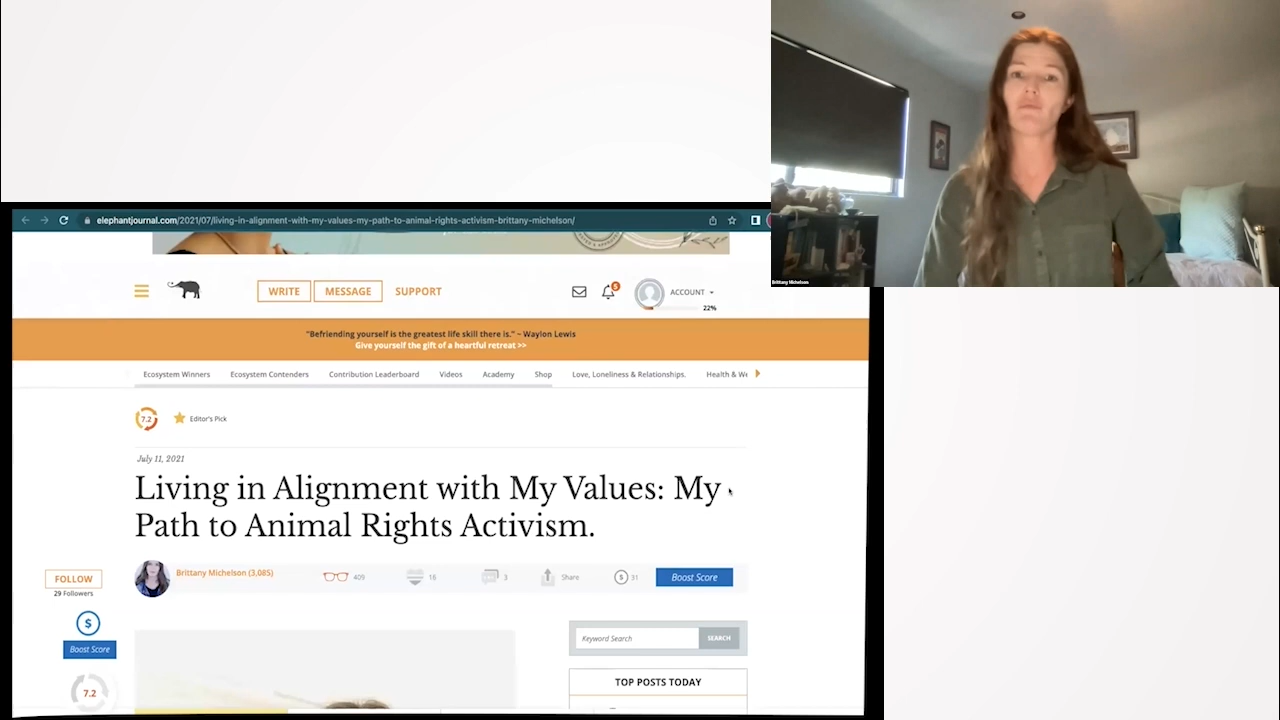 Brittany Michelson
elephantjournal.com/2021/07/living-in-alignment-with-my-values-my-path-to-animal-rights-activism-brittany-michelson/
WRITE MESSAGE SUPPORT
5
ACCOUNT
22%
"Befriending yourself is the greatest life skill there is." ~ Waylon Lewis
Give yourself the gift of a heartful retreat >>
Ecosystem Winners Ecosystem Contenders Contribution Leaderboard Videos Academy Shop Love, Loneliness & Relationships. Health & We
7.2 Editor's Pick
July 11, 2021
Living in Alignment with My Values: My
Path to Animal Rights Activism.
Brittany Michelson (3,085) 409 16 3 Share $ 31 Boost Score
FOLLOW
29 Followers
$
Boost Score
7.2
Keyword Search SEARCH
TOP POSTS TODAY